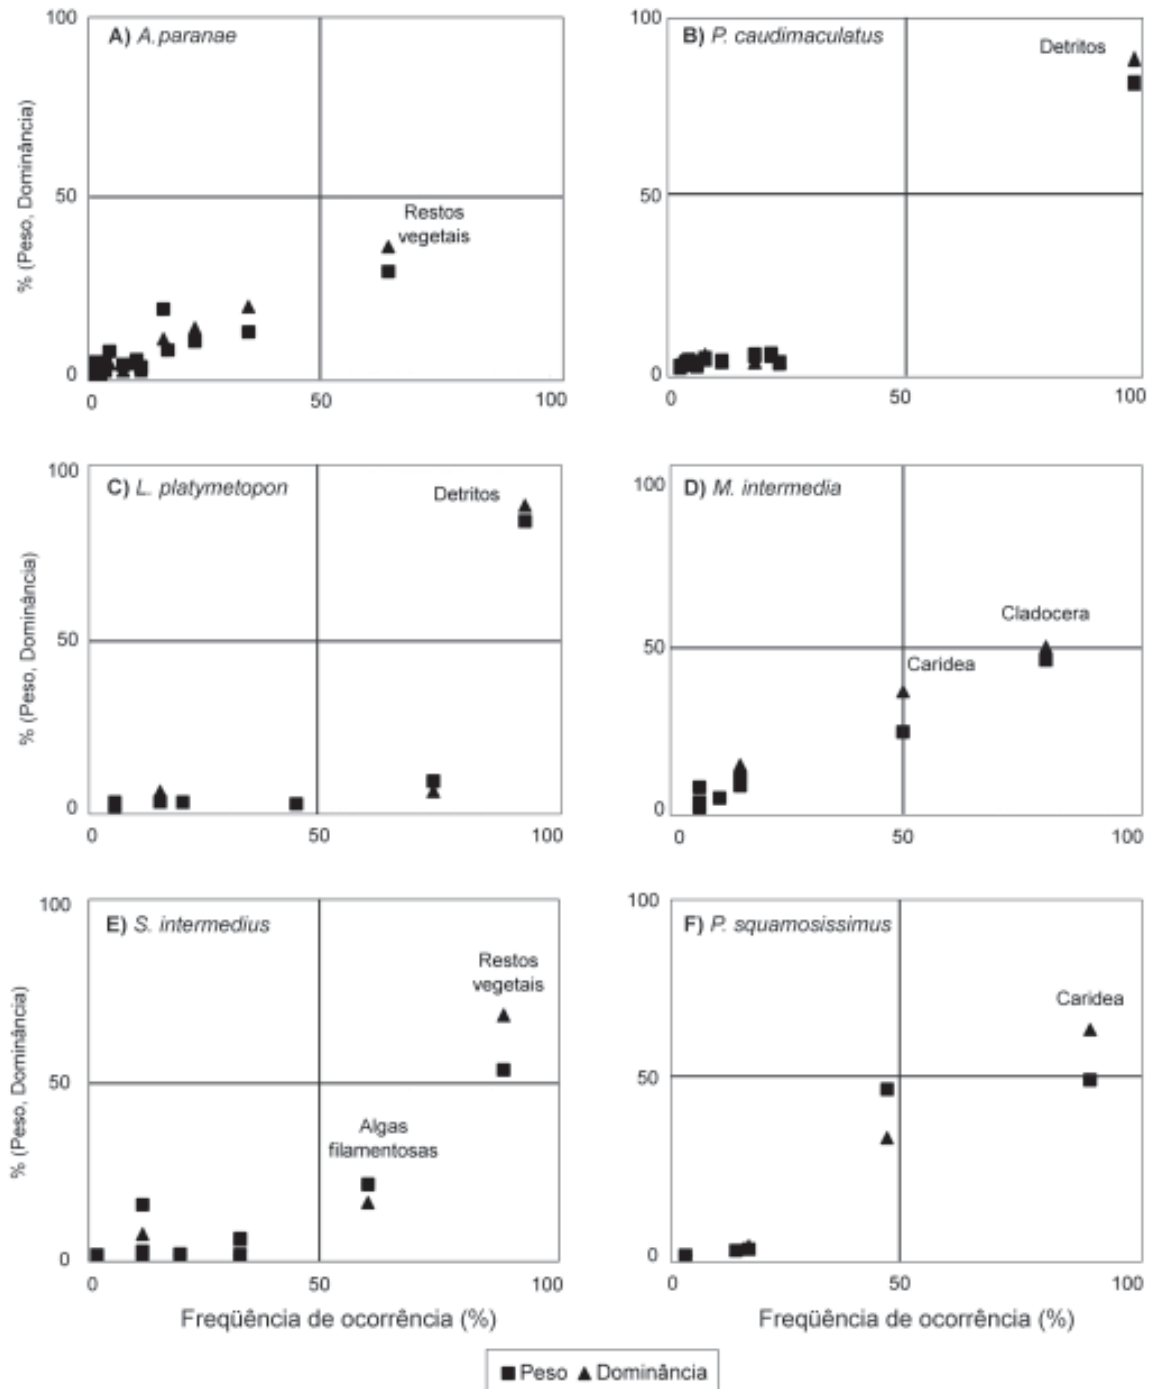 100
A) A.paranae
Restos
vegetais
50
0
0
50
100
% (Peso, Dominância)
100
B) P. caudimaculatus
Detritos
50
0
0
50
100
100
C) L. platymetopon
Detritos
50
0
0
50
100
% (Peso, Dominância)
100
D) M. intermedia
Cladocera
50
Caridea
0
0
50
100
100
E) S. intermedius
Restos
vegetais
50
Algas
filamentosas
0
0
50
100
% (Peso, Dominância)
Freqüência de ocorrência (%)
100
F) P. squamosissimus
Caridea
50
0
0
50
100
Freqüência de ocorrência (%)
Peso Dominância